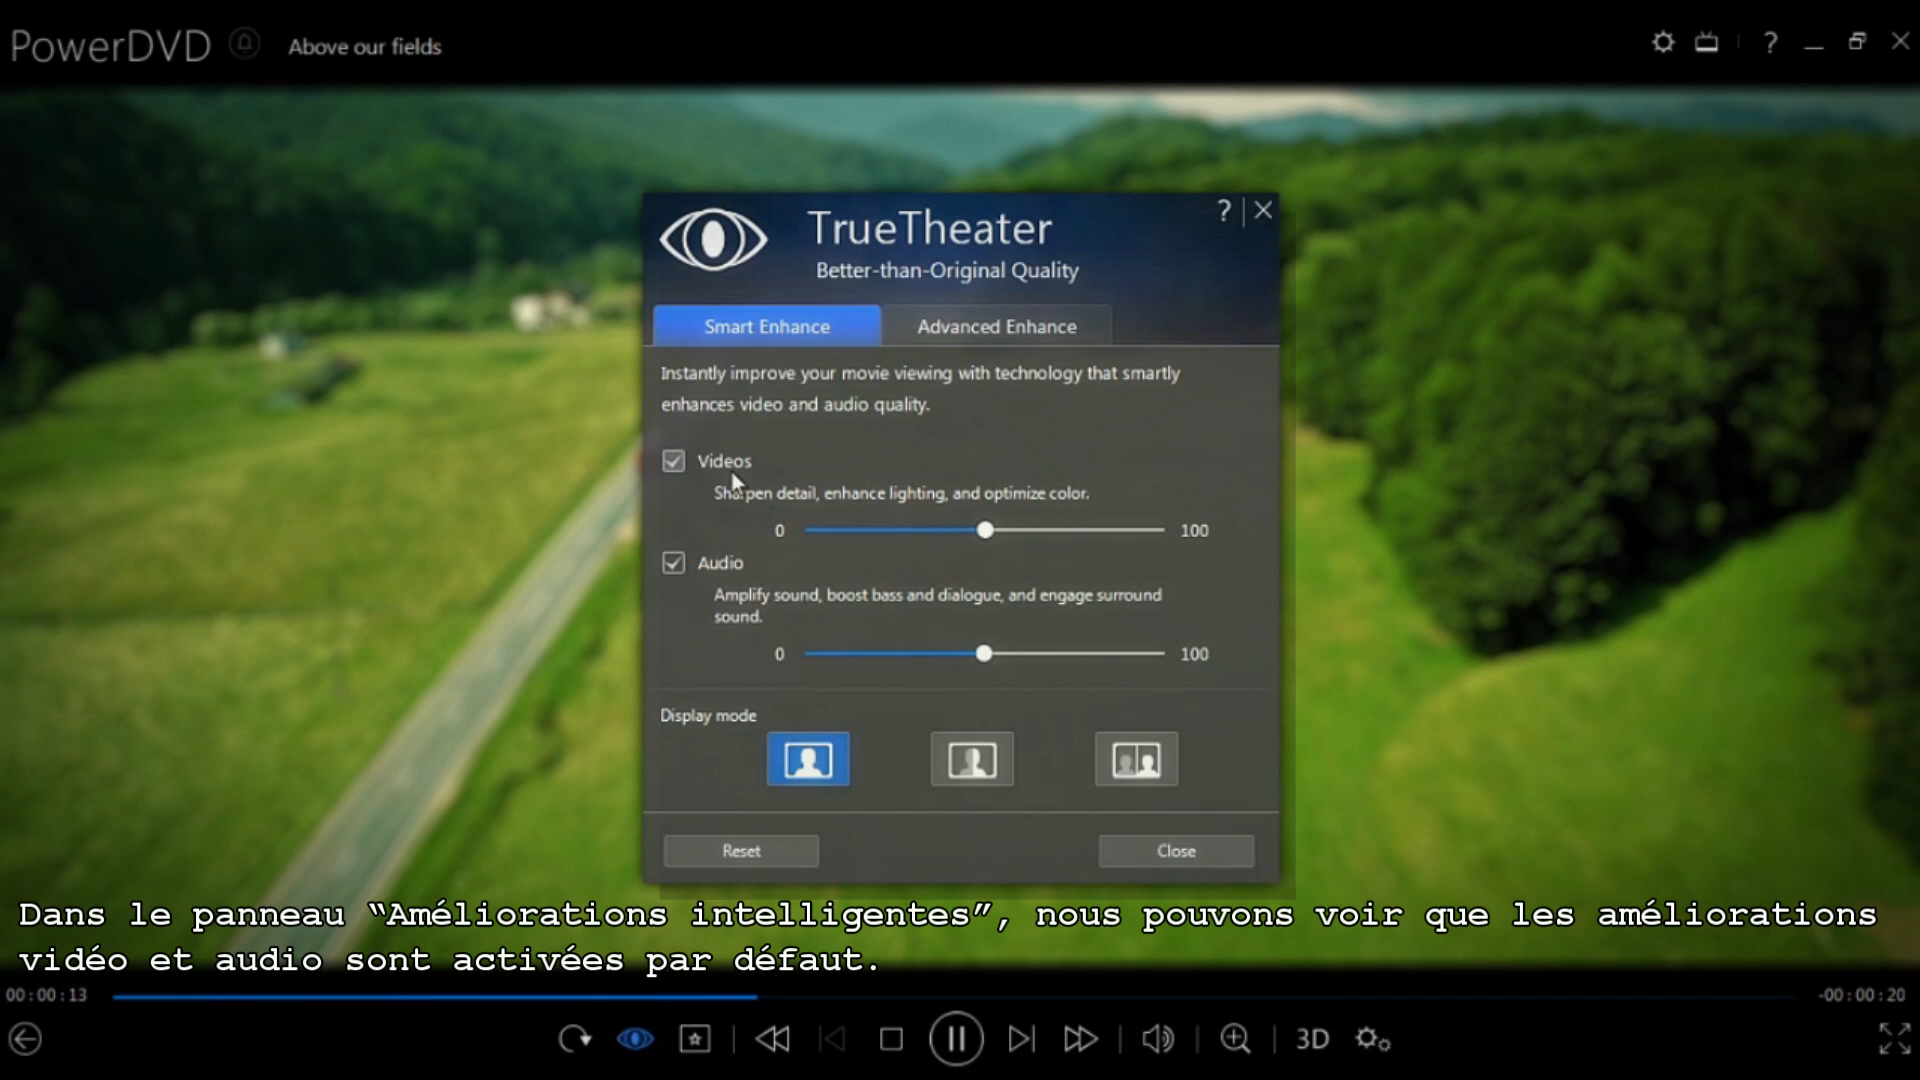 PowerDVD
Above our fields
?
TrueTheater
?
Better-than-Original Quality
Smart Enhance
Advanced Enhance
Instantly improve your movie viewing with technology that smartly
enhances video and audio quality.
Videos
Sharpen detail, enhance lighting, and optimize color.
0
100
Audio
Amplify sound, boost bass and dialogue, and engage surround
sound.
0
100
Display mode
Reset
Close
Dans le panneau “Améliorations intelligentes”, nous pouvons voir que les améliorations
vidéo et audio sont activées par défaut.
00:00:13
-00:00:20
3D